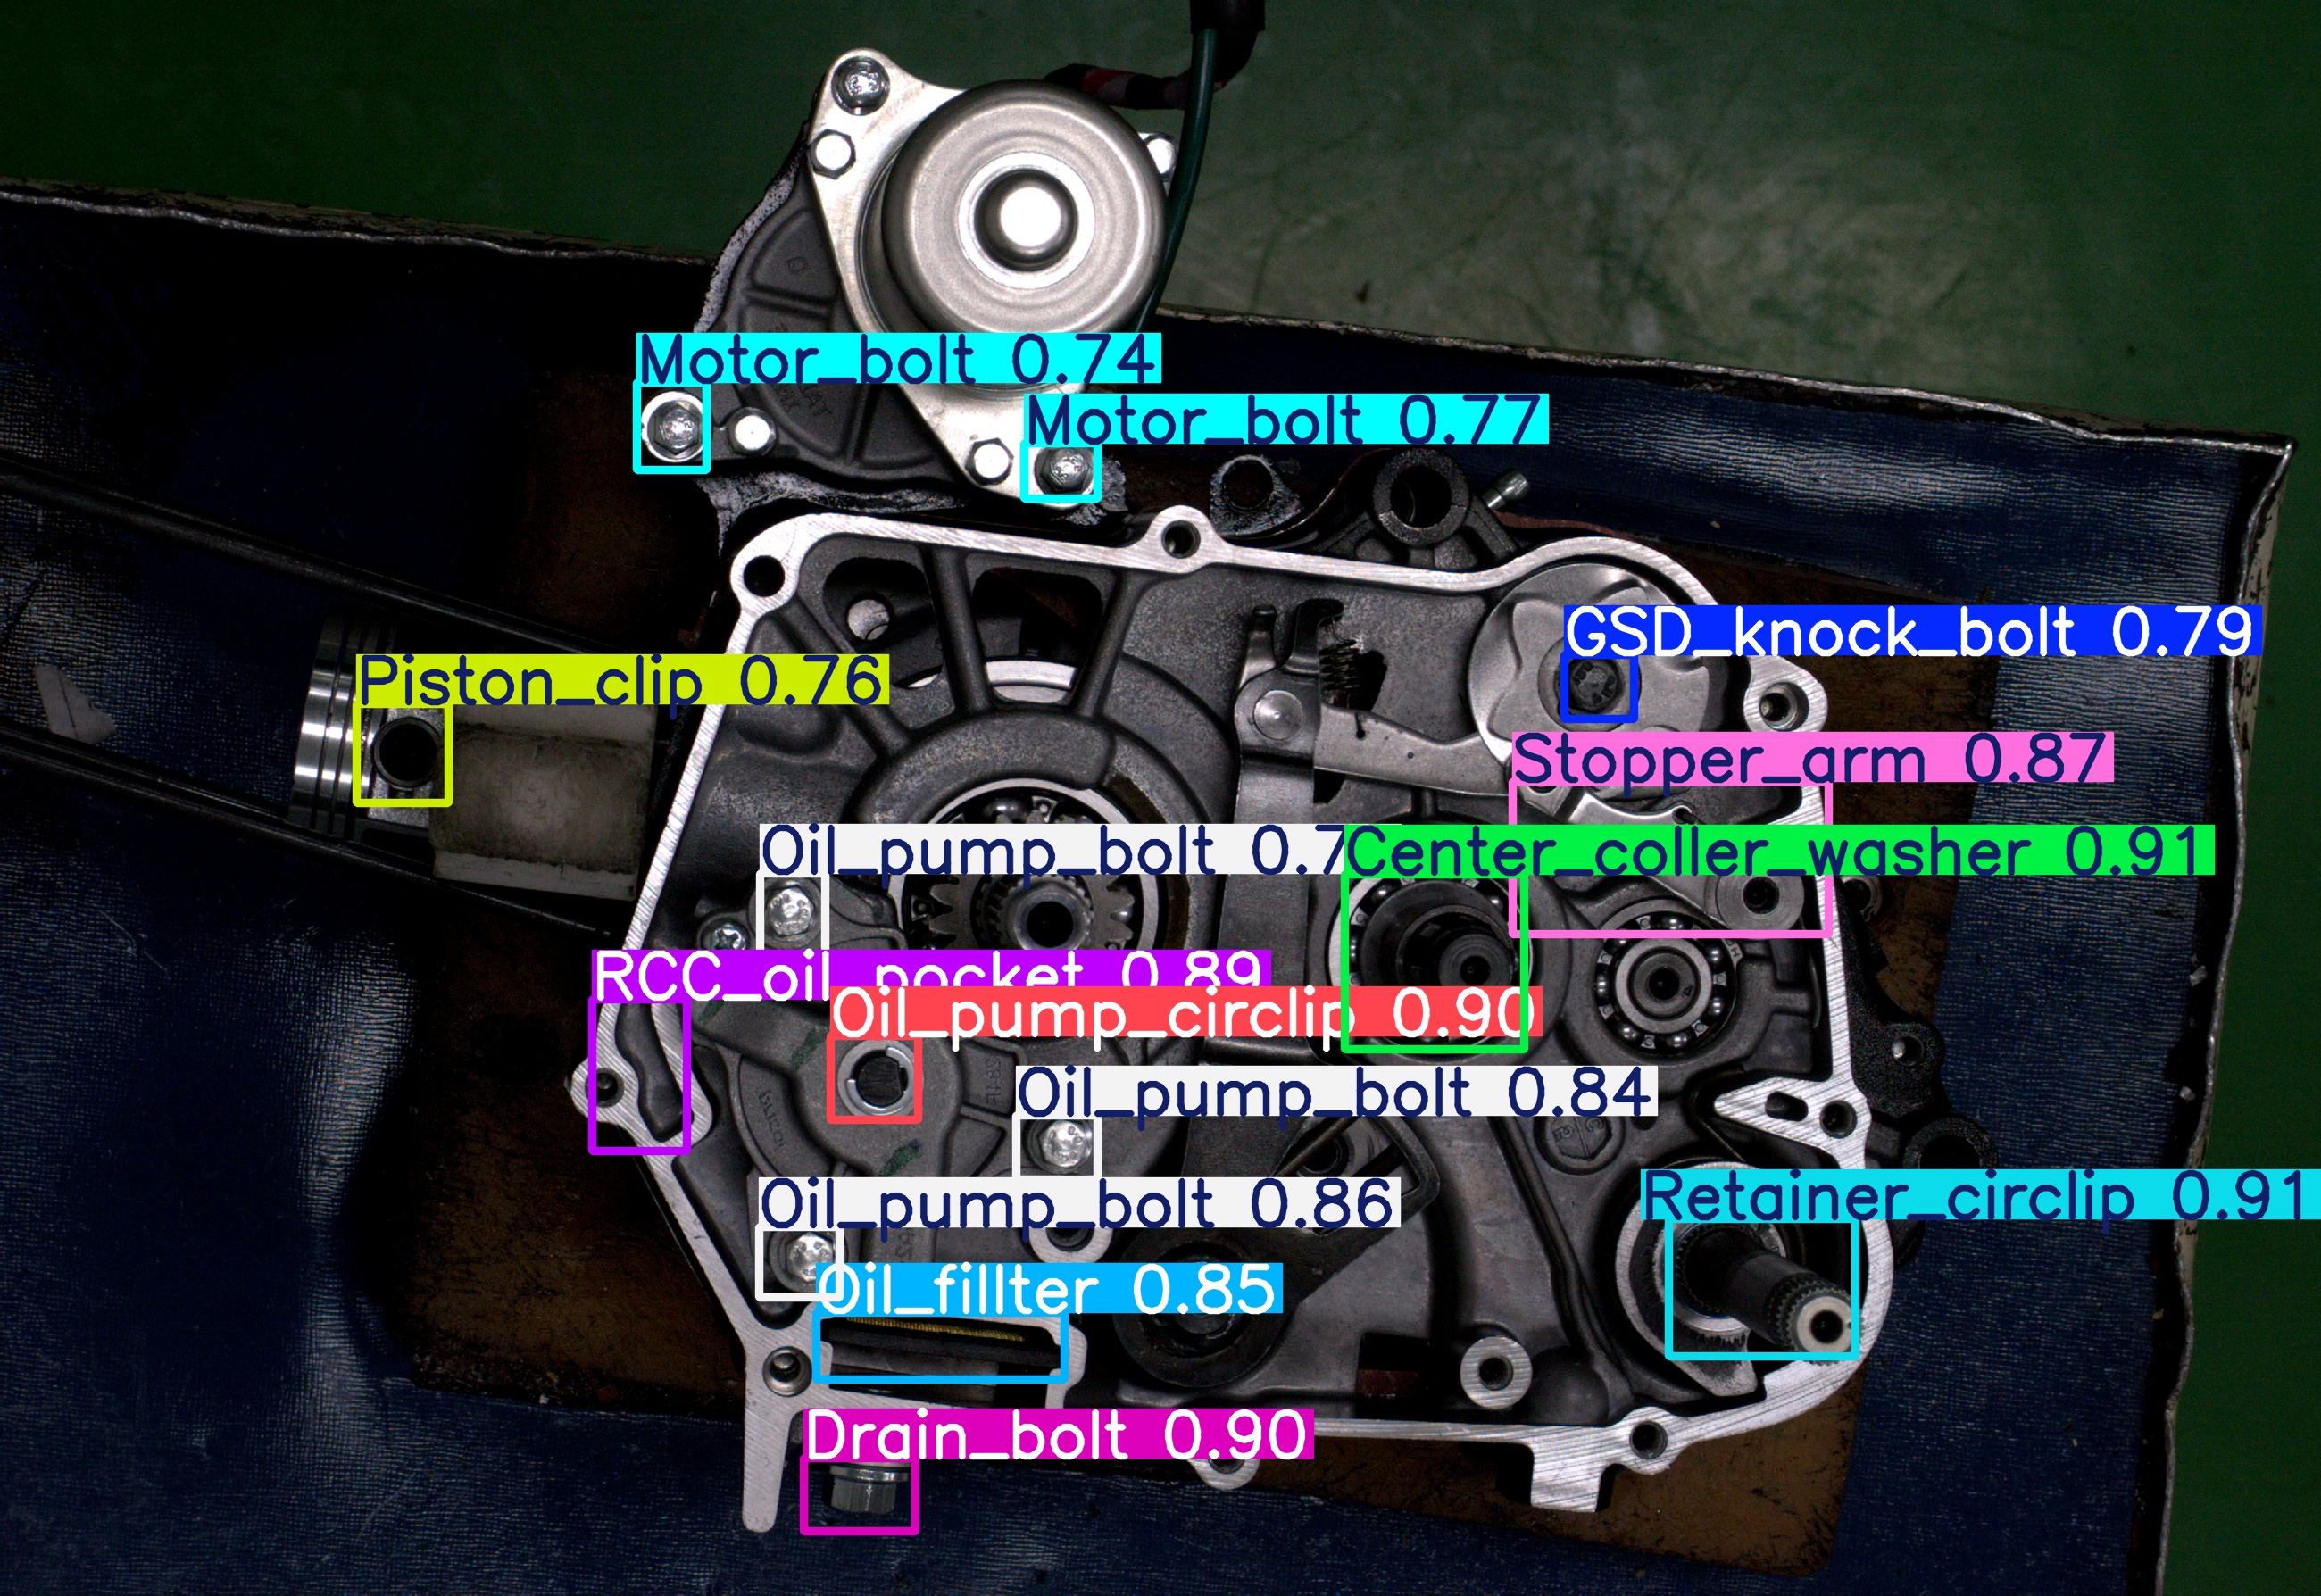 Motor_bolt 0.74
Motor_bolt 0.77
GSD_knock_bolt 0.79
Piston_clip 0.76
Stopper_arm 0.87
Oil_pump_bolt 0.7
Center_coller_washer 0.91
RCC_oil_pocket 0.89
Oil_pump_circlip 0.90
Oil_pump_bolt 0.84
Retainer_circlip 0.91
Oil_pump_bolt 0.86
Oil_fillter 0.85
Drain_bolt 0.90